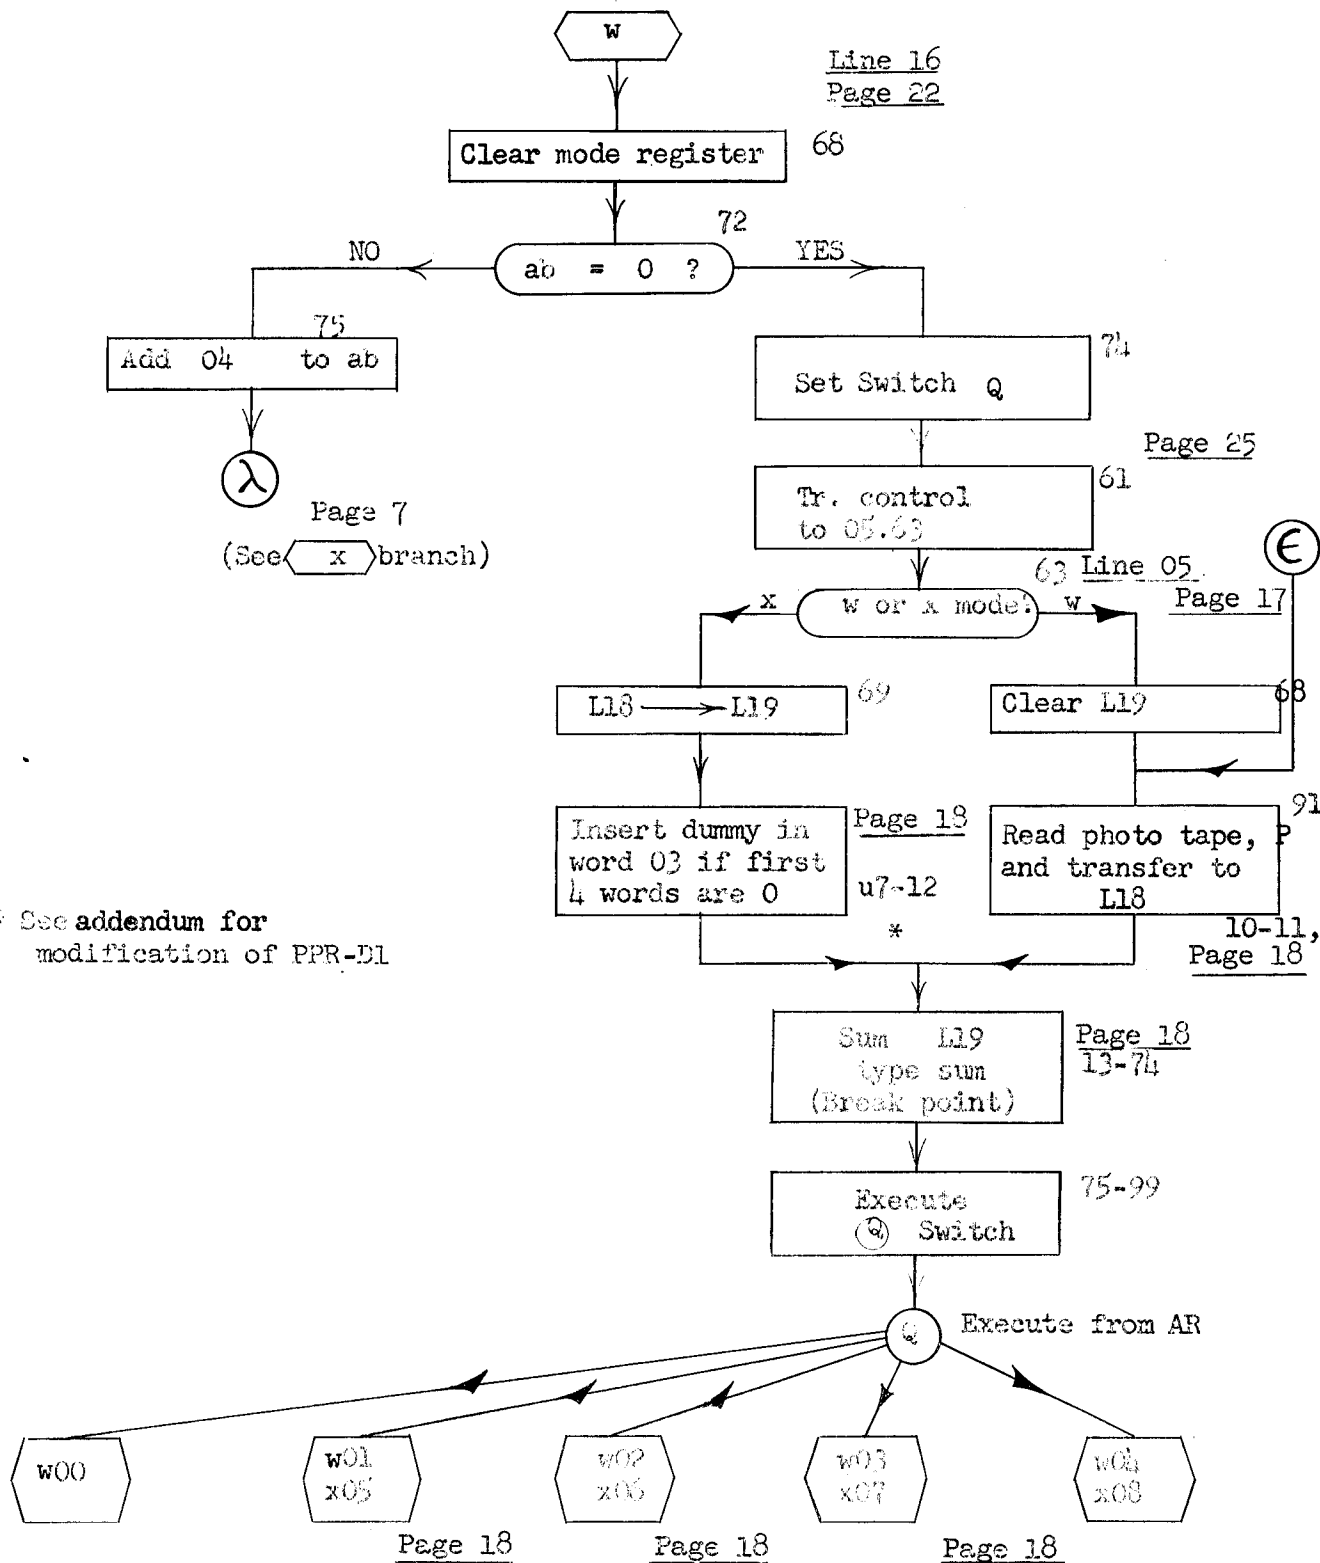 w
Line 16
Page 22
Clear mode register
68
72
NO
ab = 0 ?
YES
75
Add 04 to ab
74
Set Switch Q
λ
Page 7
(See x branch)
Page 25
61
Tr. control
to 05.63
ϵ
63 Line 05
Page 17
x
w or x mode?
w
L18 → L19
69
Clear L19
68
Insert dummy in
word 03 if first
4 words are 0
Page 18
u7-12
*
91
Read photo tape, P
and transfer to
L18
10-11,
Page 18
See addendum for
modification of PPR-D1
Sum L19
type sum
(Break point)
Page 18
13-74
Execute
Q Switch
75-99
Q
Execute from AR
w00
w01
x05
w02
x06
w03
x07
w04
x08
Page 18
Page 18
Page 18